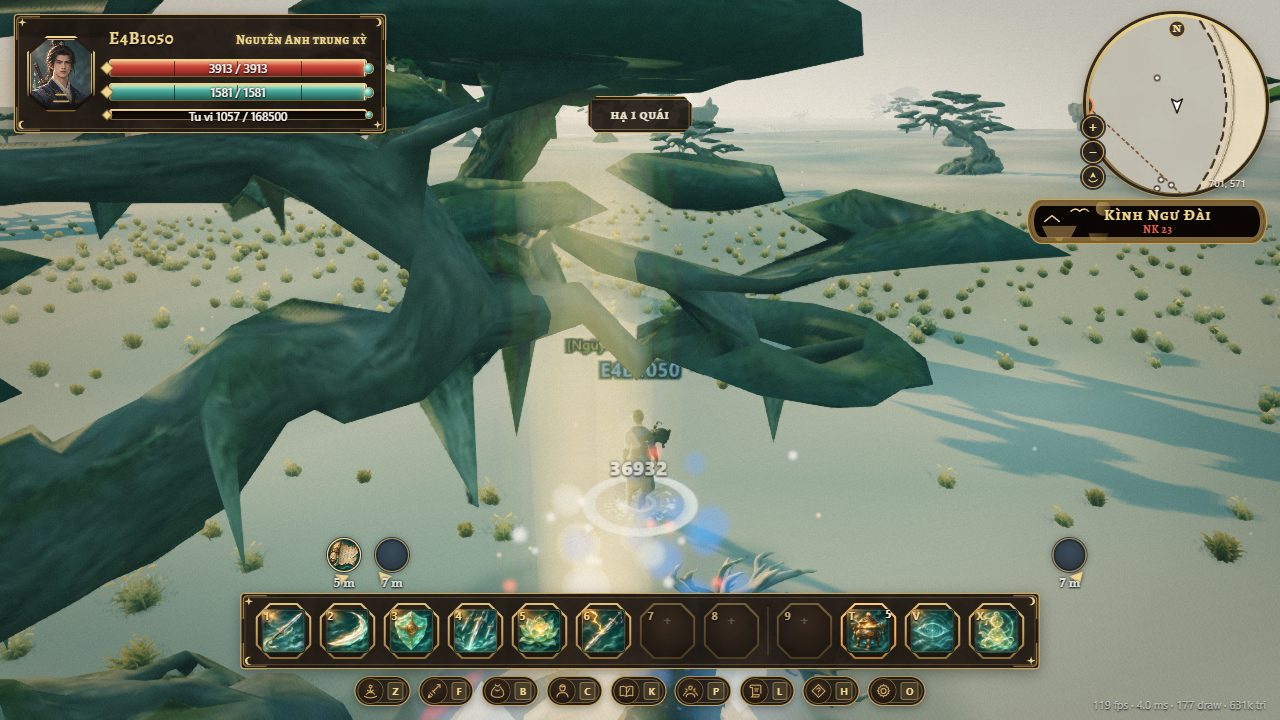 E4B1050
Nguyên Anh trung kỳ
3913 / 3913
1581 / 1581
Tu vi 1057 / 168500
HẠ 1 QUÁI
N
+
−
571
Kình Ngư Đài
NK 23
[Nguy
E4B1050
36932
5 m
7 m
7 m
1
2
3
4
5
6
7
8
9
5
V
X
Z
F
B
C
K
P
L
H
O
119 fps · 4.0 ms · 177 draw · 631k tri